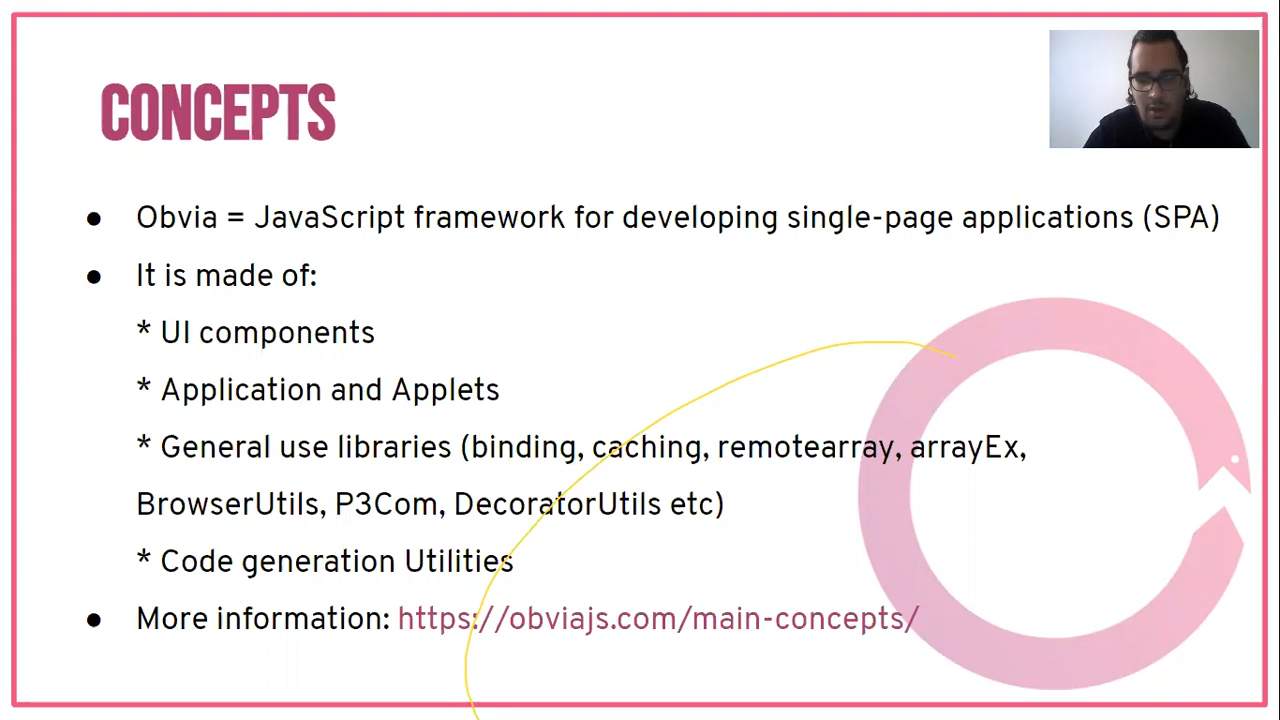 CONCEPTS
● Obvia = JavaScript framework for developing single-page applications (SPA)
● It is made of:
* UI components
* Application and Applets
* General use libraries (binding, caching, remotearray, arrayEx,
BrowserUtils, P3Com, DecoratorUtils etc)
* Code generation Utilities
● More information: https://obviajs.com/main-concepts/